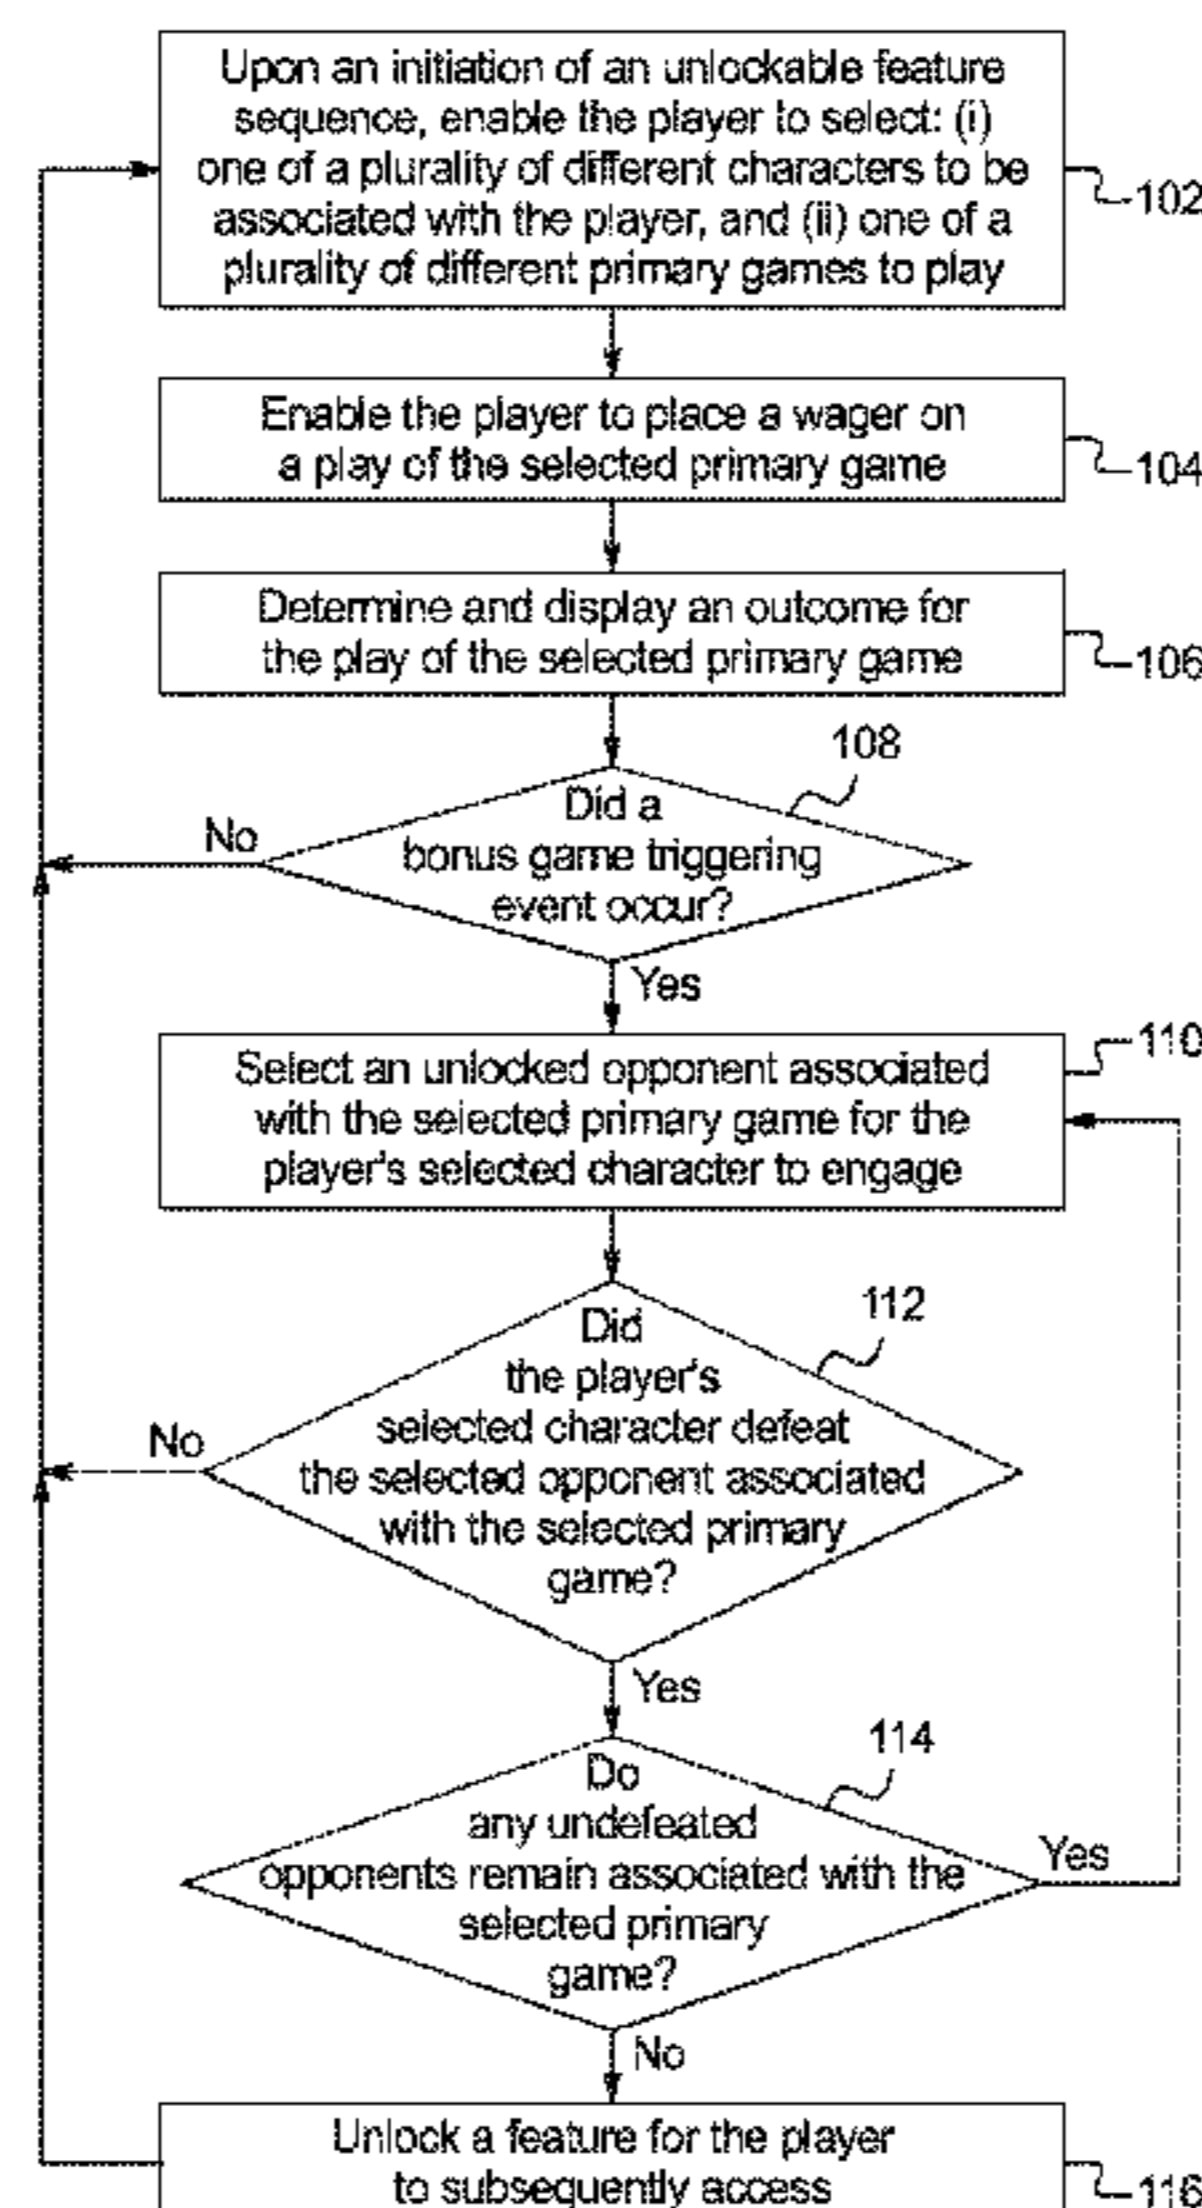 Upon an initiation of an unlockable feature
sequence, enable the player to select: (i)
one of a plurality of different characters to be
associated with the player, and (ii) one of a
plurality of different primary games to play
102
Enable the player to place a wager on
a play of the selected primary game
104
Determine and display an outcome for
the play of the selected primary game
106
108
Did a
bonus game triggering
event occur?
No
Yes
Select an unlocked opponent associated
with the selected primary game for the
player's selected character to engage
110
112
Did
the player's
selected character defeat
the selected opponent associated
with the selected primary
game?
No
Yes
114
Do
any undefeated
opponents remain associated with the
selected primary
game?
Yes
No
Unlock a feature for the player
to subsequently access
116